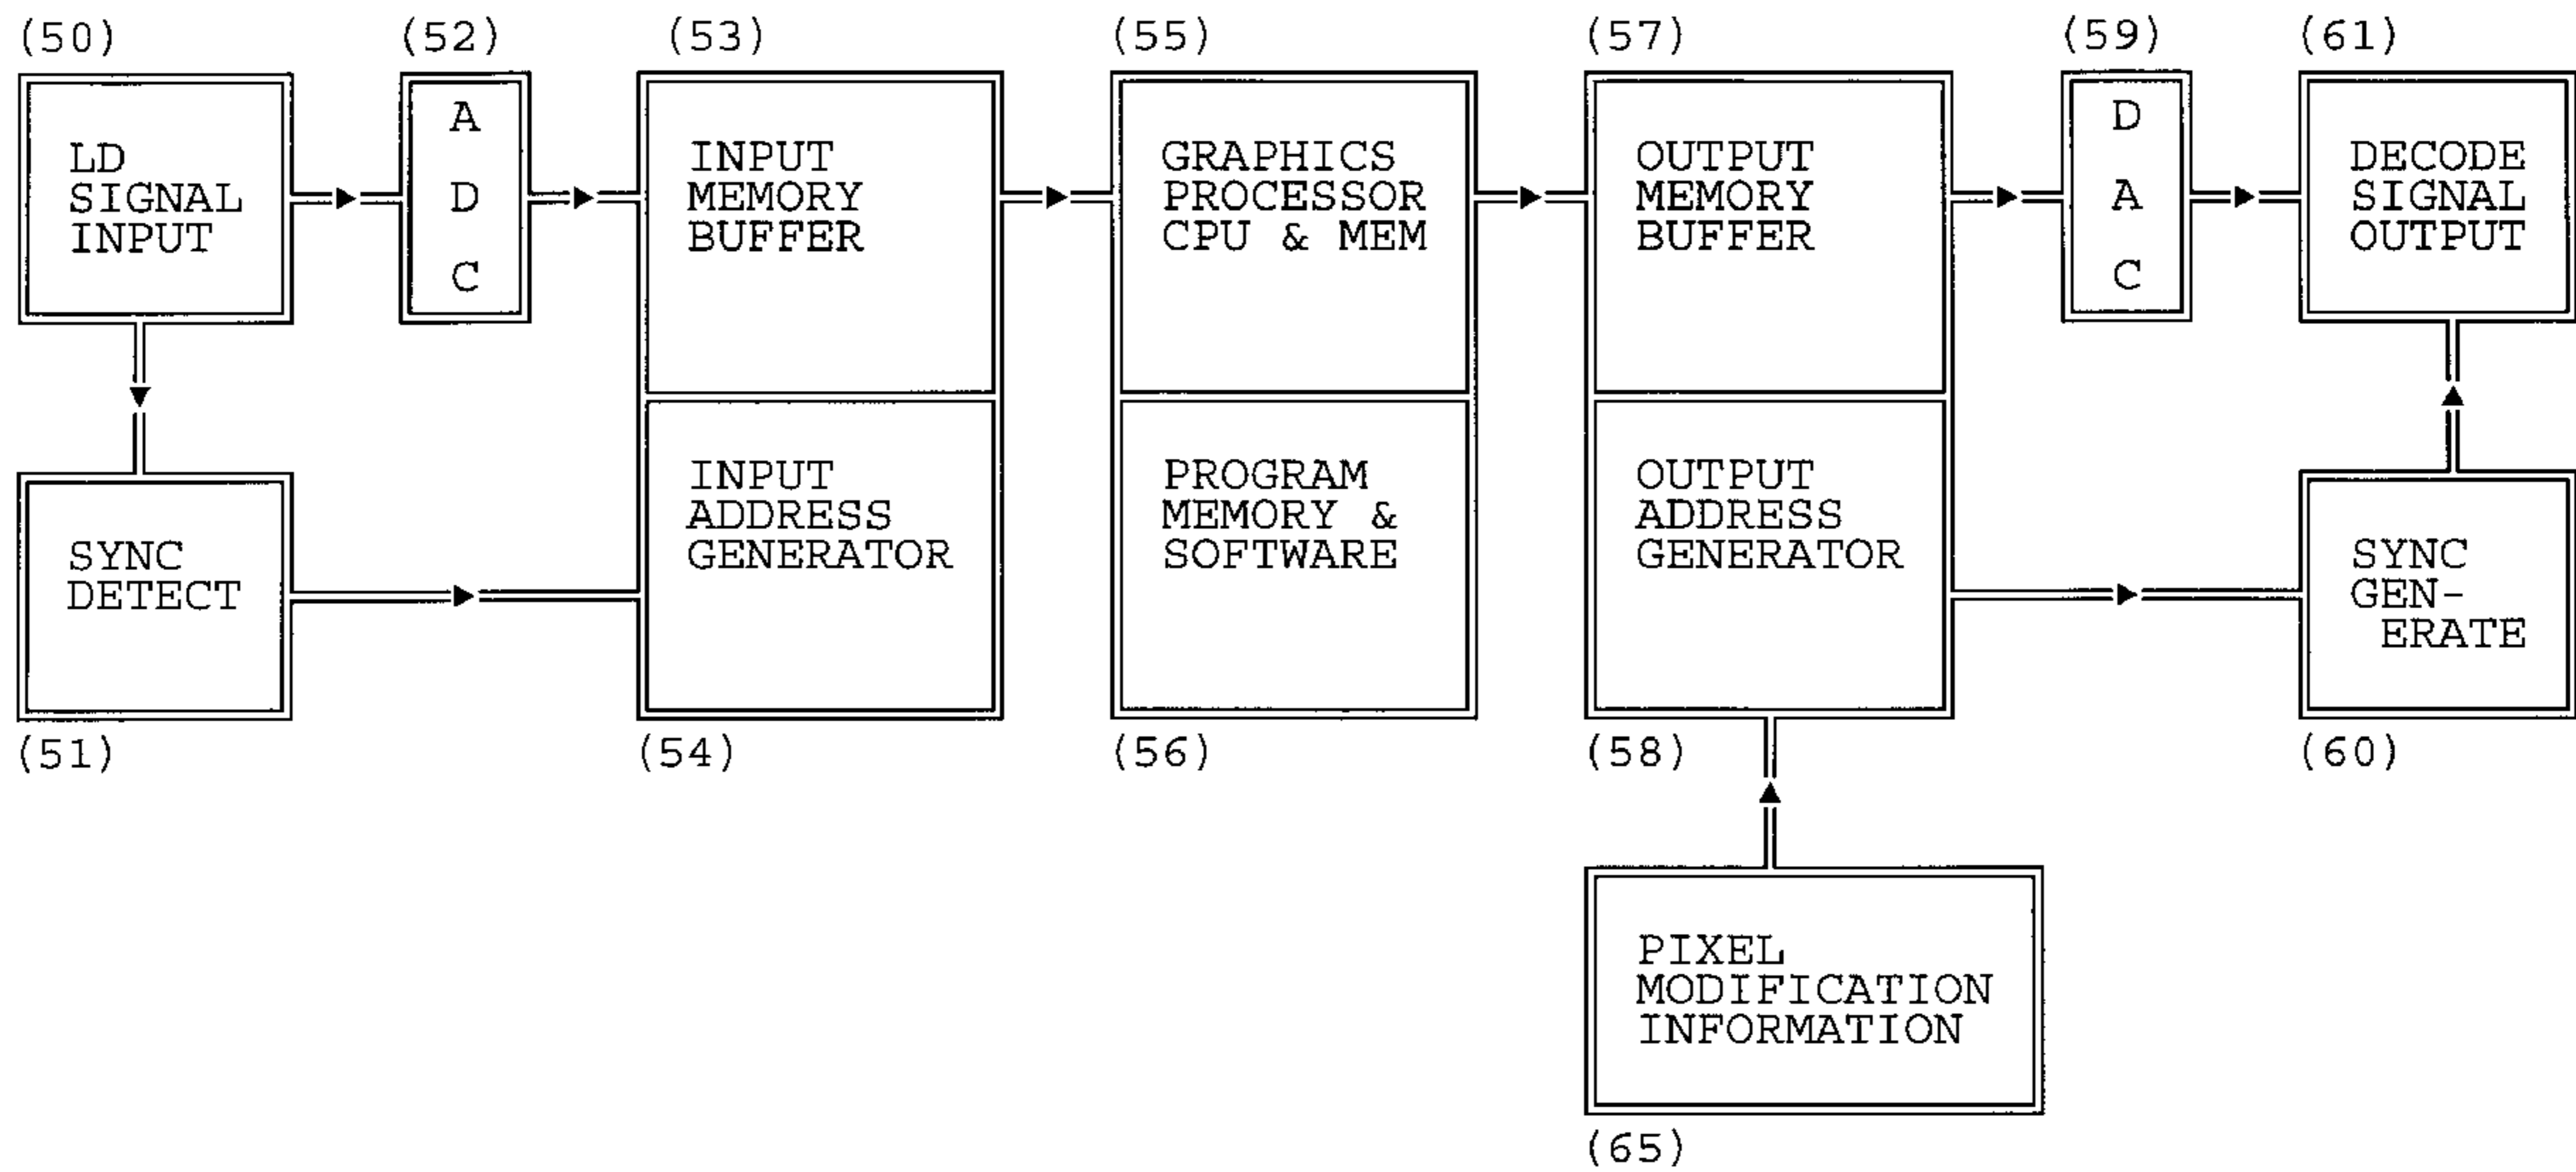 (50)
(52)
(53)
(55)
(57)
(59)
(61)
LD
SIGNAL
INPUT
A
D
C
INPUT
MEMORY
BUFFER
GRAPHICS
PROCESSOR
CPU & MEM
OUTPUT
MEMORY
BUFFER
D
A
C
DECODE
SIGNAL
OUTPUT
SYNC
DETECT
INPUT
ADDRESS
GENERATOR
PROGRAM
MEMORY &
SOFTWARE
OUTPUT
ADDRESS
GENERATOR
SYNC
GEN-
ERATE
(51)
(54)
(56)
(58)
(60)
PIXEL
MODIFICATION
INFORMATION
(65)